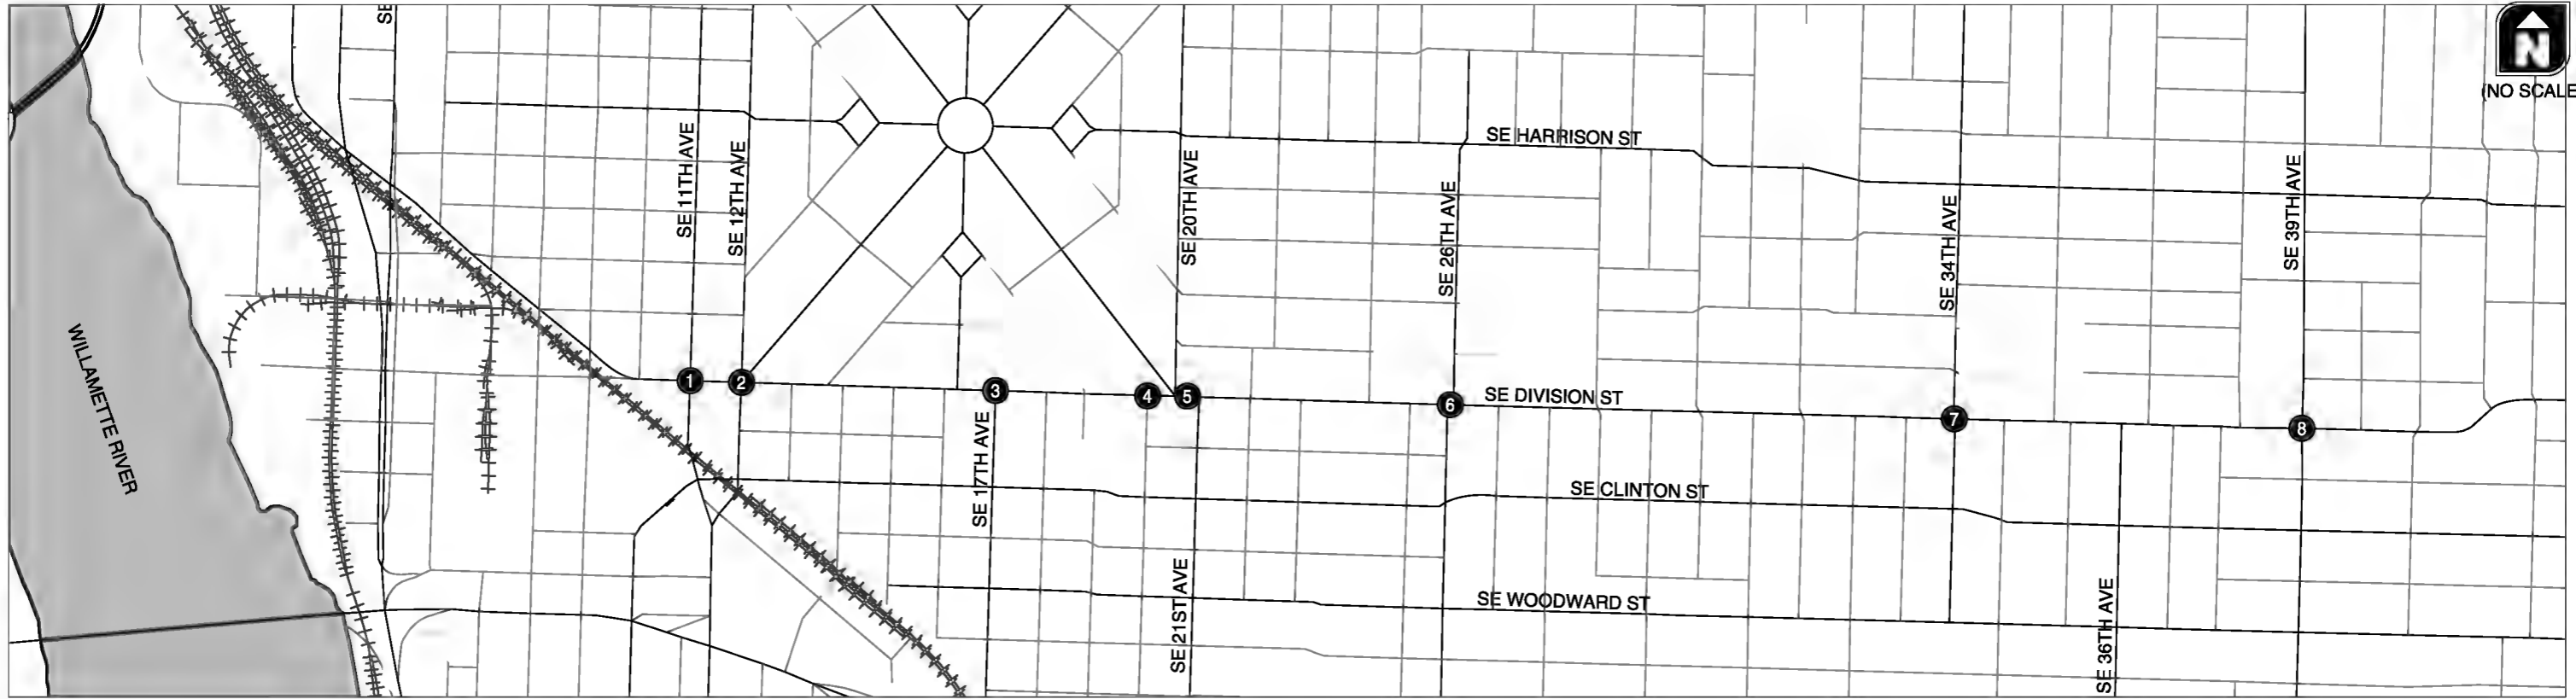 SE
N
(NO SCALE
SE HARRISON ST
SE 11TH AVE
SE 12TH AVE
SE 20TH AVE
SE 26TH AVE
SE 34TH AVE
SE 39TH AVE
WILLAMETTE RIVER
1
2
3
4
5
6
SE DIVISION ST
7
8
SE 17TH AVE
SE CLINTON ST
SE 21ST AVE
SE WOODWARD ST
SE 36TH AVE